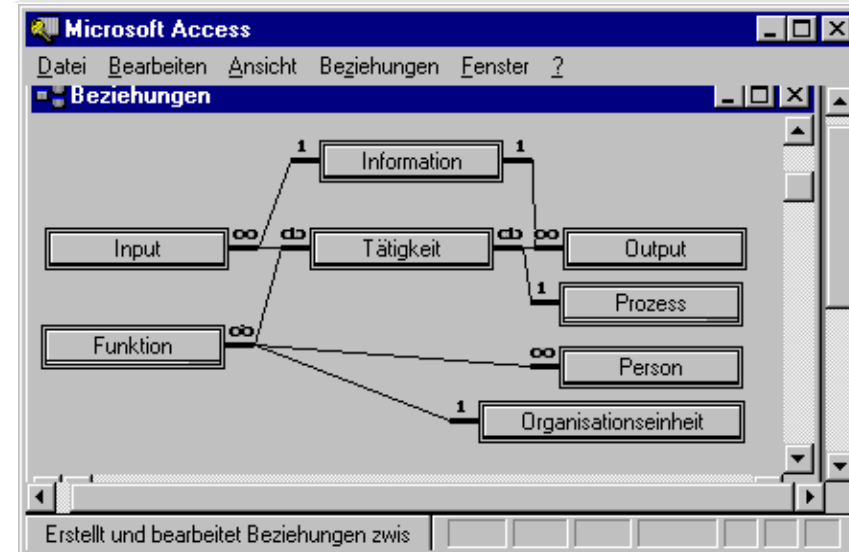 Microsoft Access
Datei Bearbeiten Ansicht Beziehungen Fenster ?
Beziehungen
1 Information 1
Input ∞ Tätigkeit ∞ Output
1 Prozess
Funktion
∞ Person
1 Organisationseinheit
Erstellt und bearbeitet Beziehungen zwis